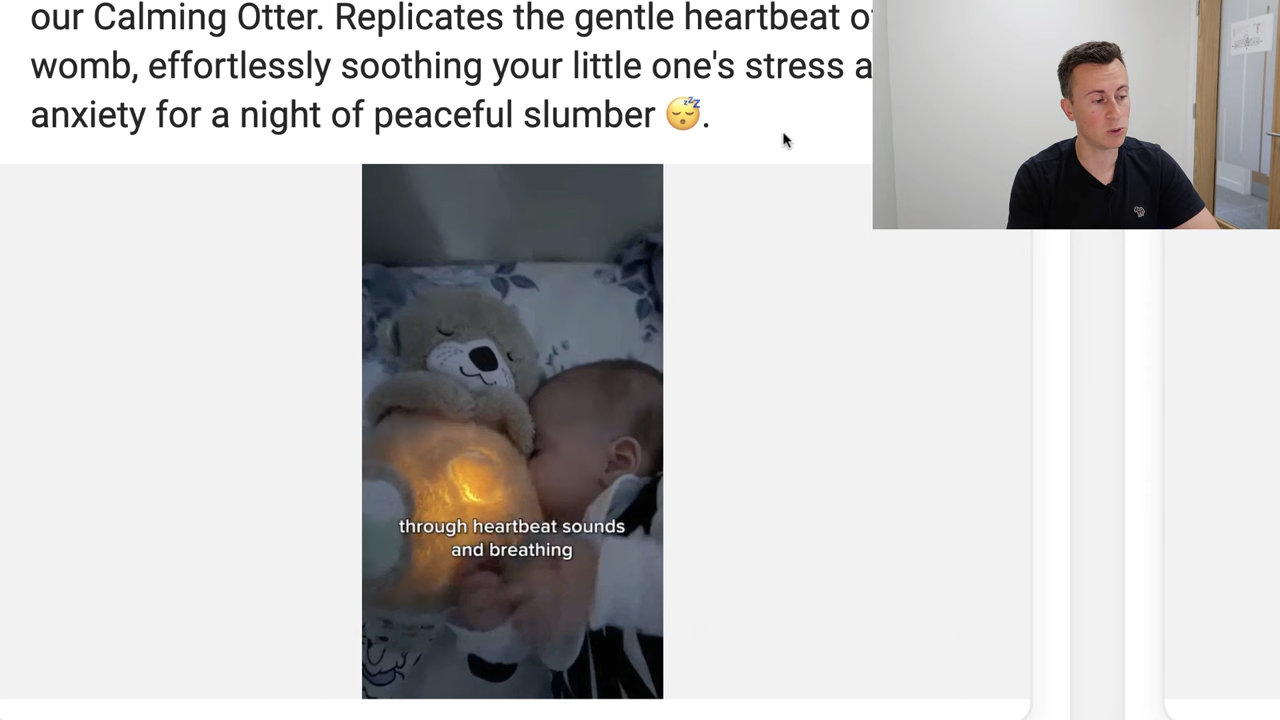 our Calming Otter. Replicates the gentle heartbeat o
womb, effortlessly soothing your little one's stress a
anxiety for a night of peaceful slumber 😴.
through heartbeat sounds
and breathing